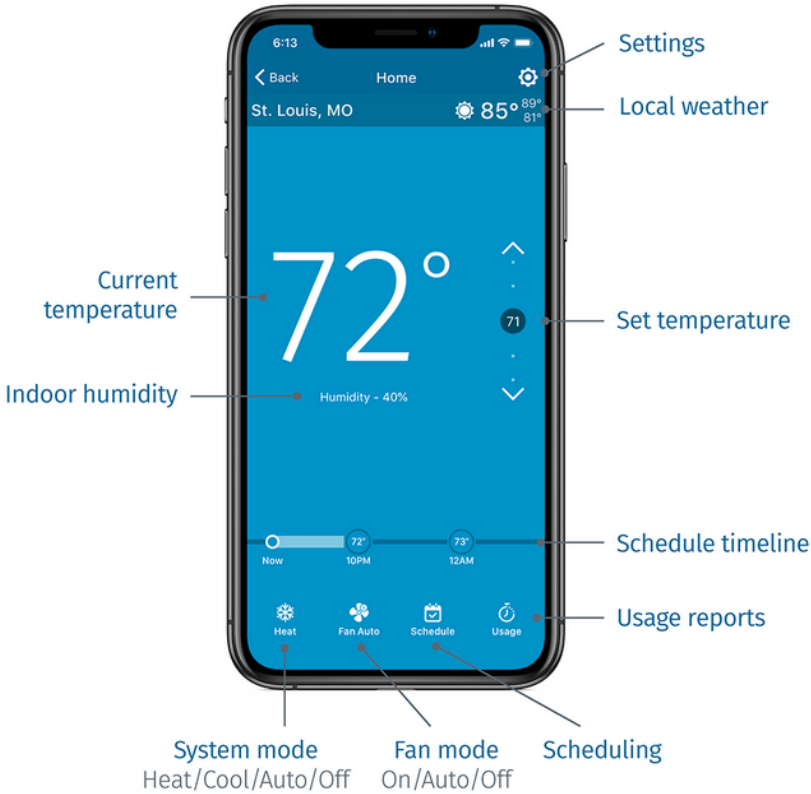 6:13
Settings
Back
Home
St. Louis, MO
85°
89°
81°
Local weather
72°
Current
temperature
71
Set temperature
Indoor humidity
Humidity - 40%
72°
73°
Now
10PM
12AM
Schedule timeline
Heat
Fan Auto
Schedule
Usage
Usage reports
System mode
Heat/Cool/Auto/Off
Fan mode
On/Auto/Off
Scheduling